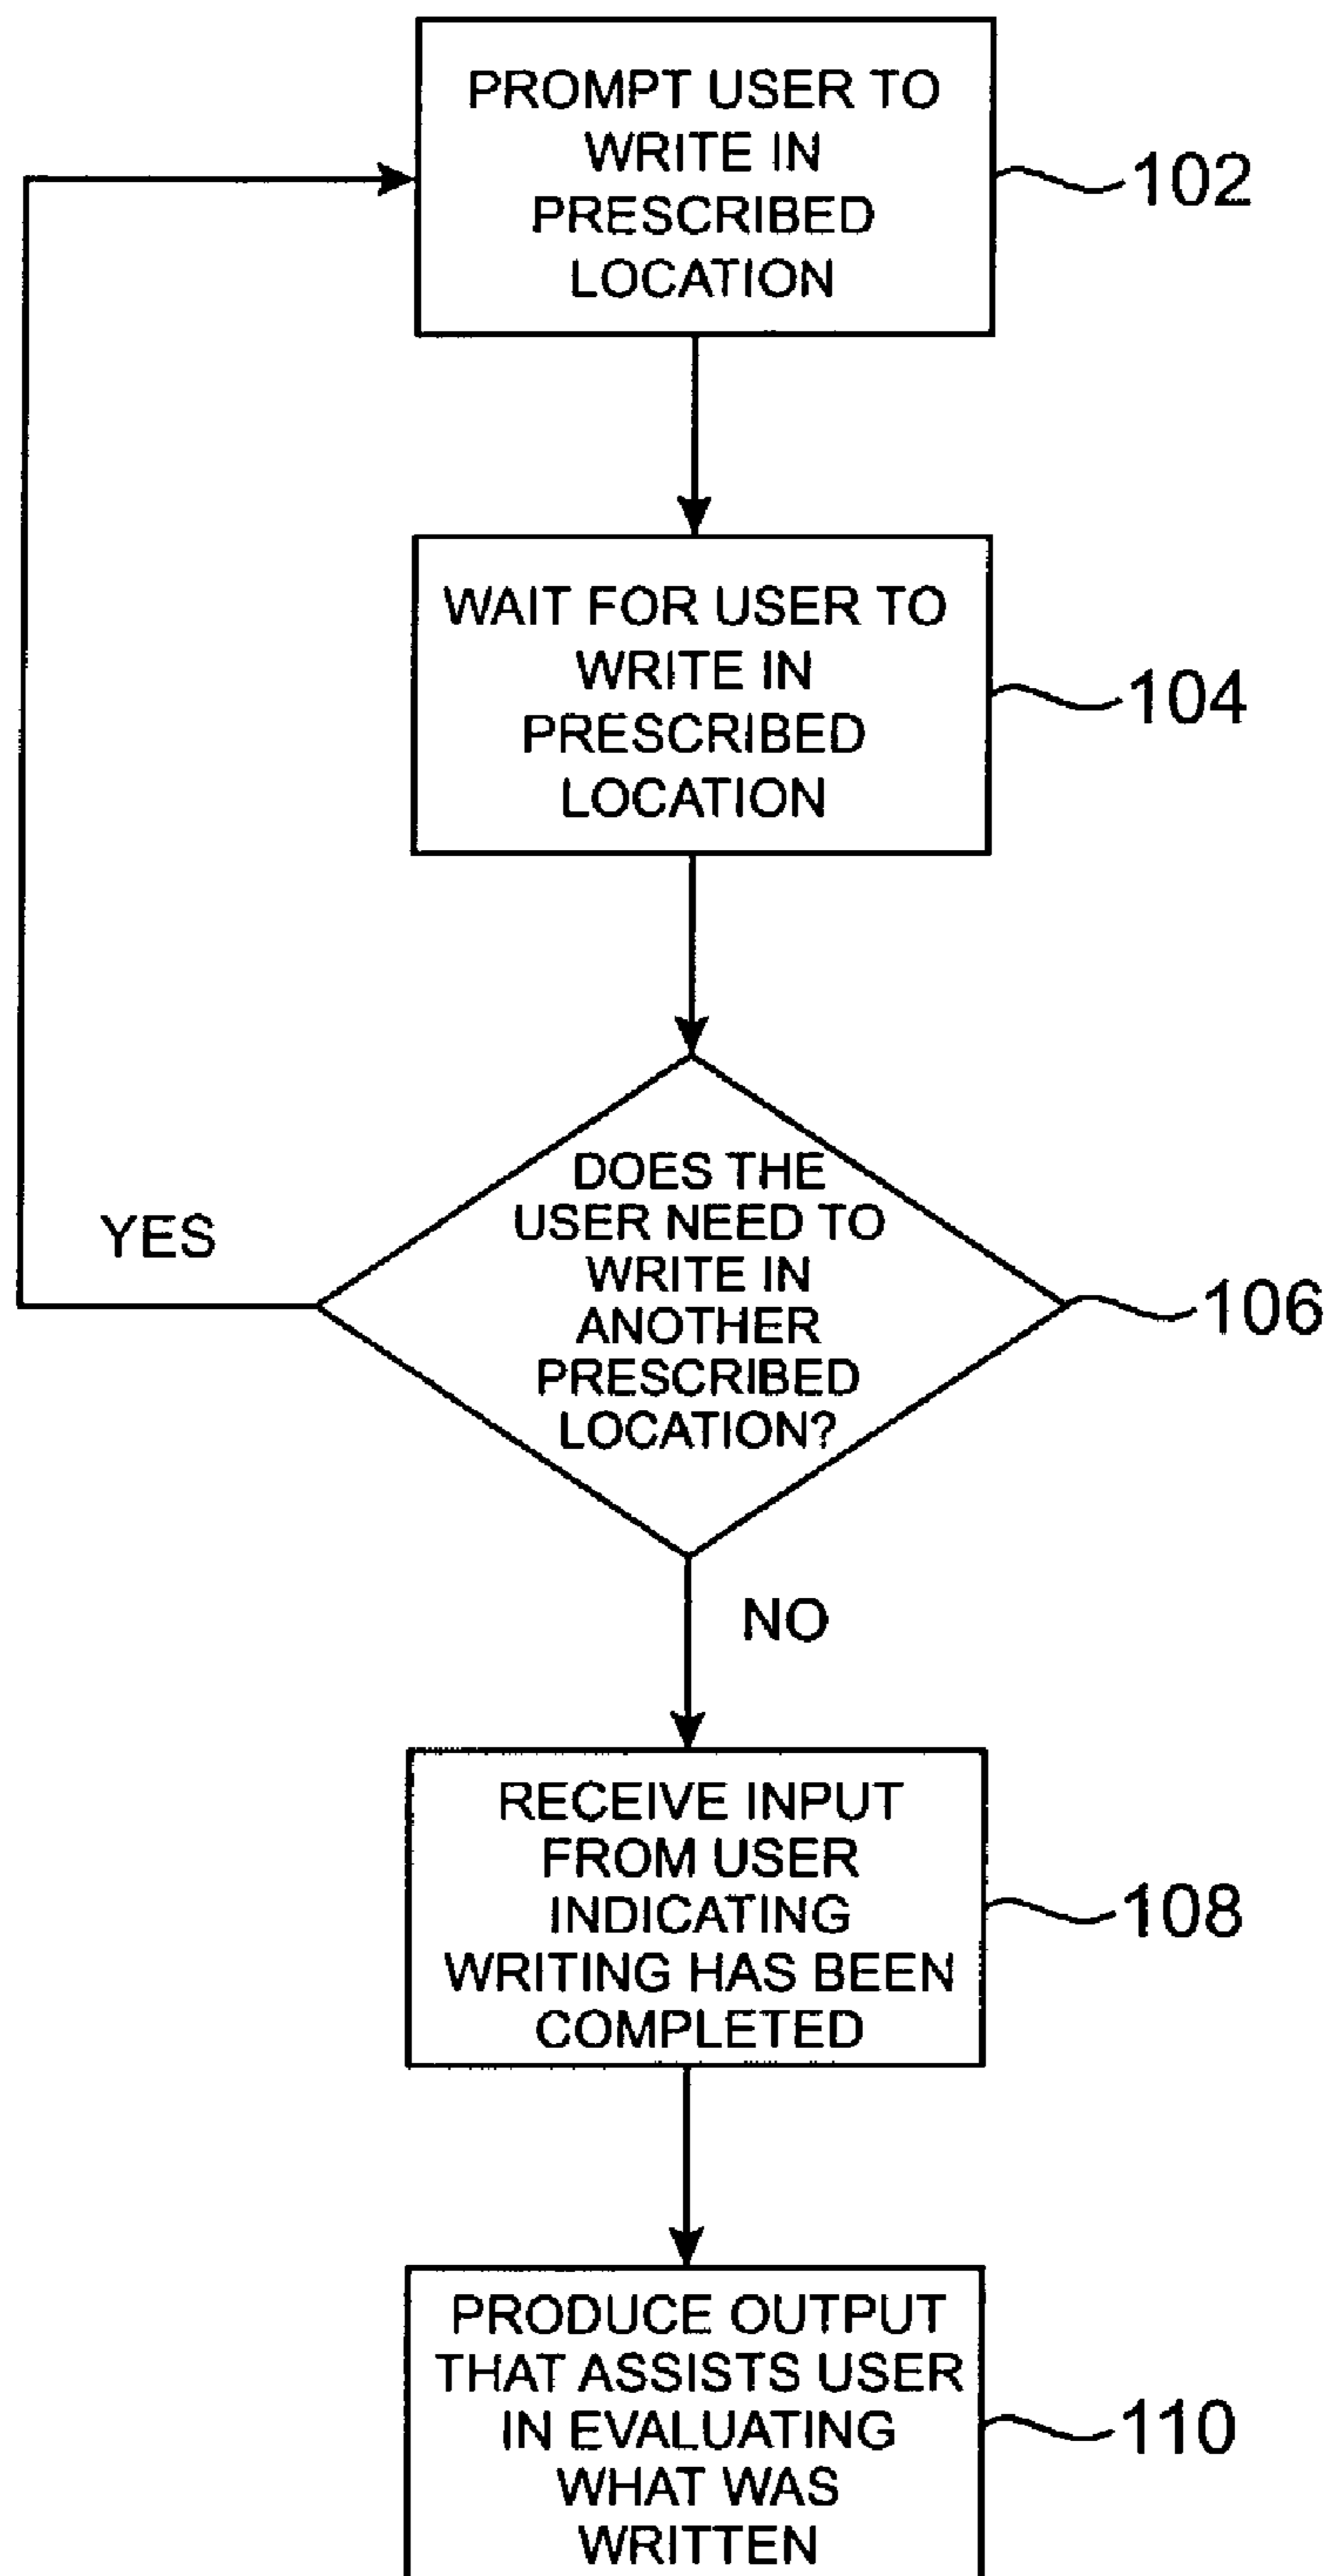 PROMPT USER TO
WRITE IN
PRESCRIBED
LOCATION
102
WAIT FOR USER TO
WRITE IN
PRESCRIBED
LOCATION
104
DOES THE
USER NEED TO
WRITE IN
ANOTHER
PRESCRIBED
LOCATION?
YES
106
NO
RECEIVE INPUT
FROM USER
INDICATING
WRITING HAS BEEN
COMPLETED
108
PRODUCE OUTPUT
THAT ASSISTS USER
IN EVALUATING
WHAT WAS
WRITTEN
110